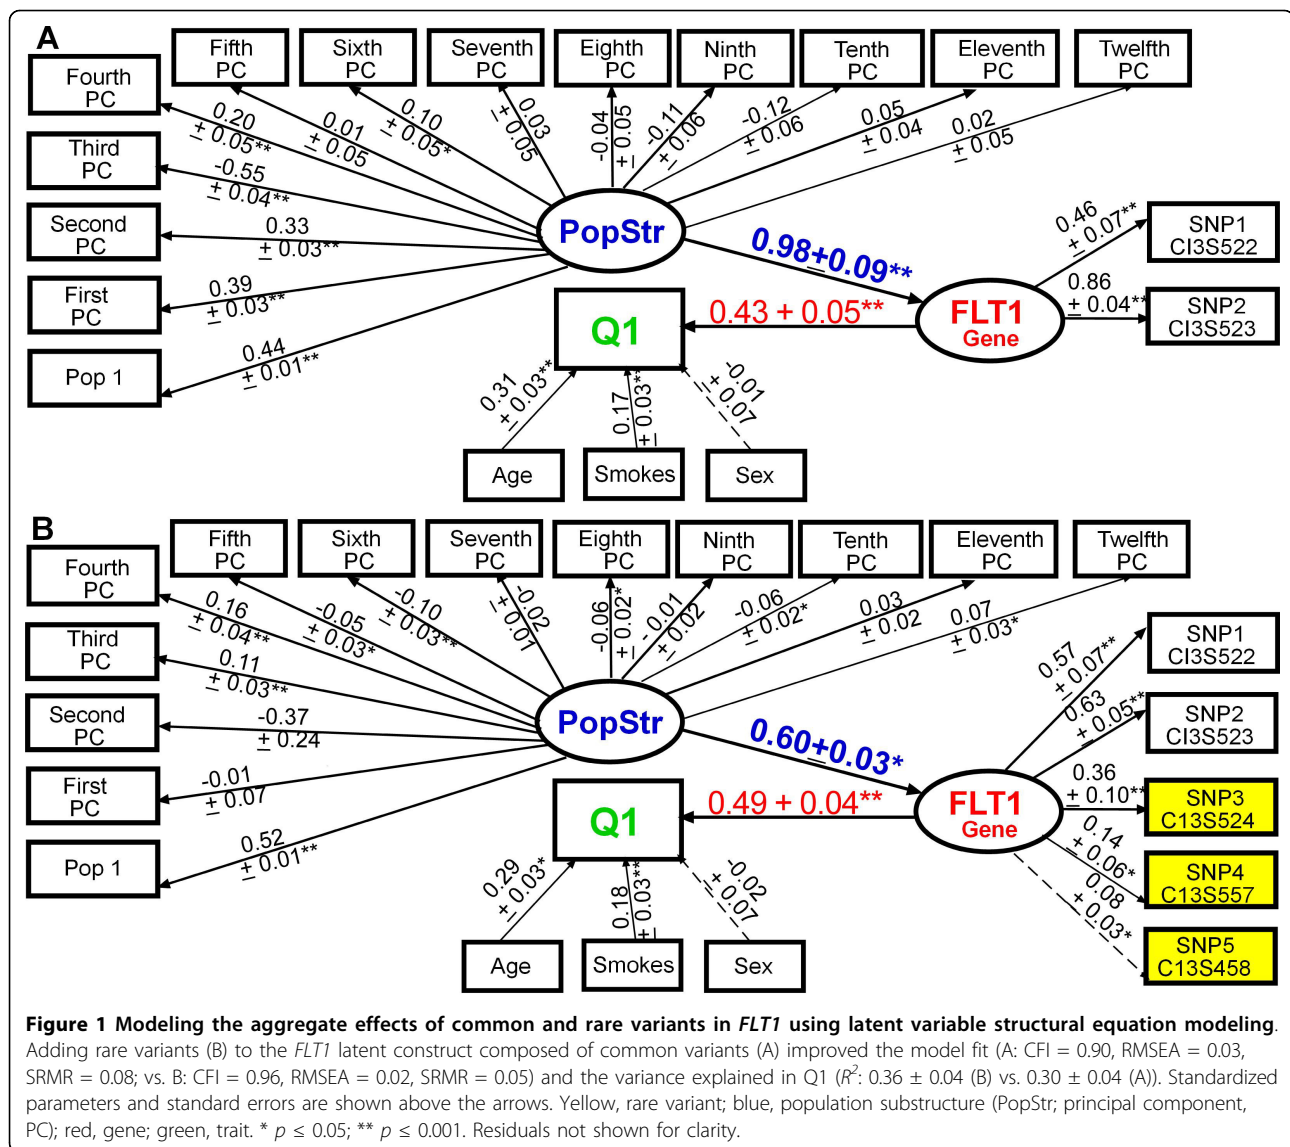 A
Fourth
PC
Fifth
PC
Sixth
PC
Seventh
PC
Eighth
PC
Ninth
PC
Tenth
PC
Eleventh
PC
Twelfth
PC
Third
PC
Second
PC
First
PC
Pop 1
0.20
± 0.05**
0.01
± 0.05
0.10
± 0.05*
0.03
± 0.05
-0.04
± 0.05
-0.11
± 0.06
-0.12
± 0.06
0.05
± 0.04
0.02
± 0.05
-0.55
± 0.04**
0.33
± 0.03**
0.39
± 0.03**
0.44
± 0.01**
PopStr
0.98±0.09**
0.43 + 0.05**
Q1
FLT1
Gene
0.46
± 0.07**
0.86
± 0.04**
SNP1
CI3S522
SNP2
CI3S523
0.31
± 0.03**
0.17
± 0.03**
-0.01
± 0.07
Age
Smokes
Sex
B
Fourth
PC
Fifth
PC
Sixth
PC
Seventh
PC
Eighth
PC
Ninth
PC
Tenth
PC
Eleventh
PC
Twelfth
PC
Third
PC
Second
PC
First
PC
Pop 1
0.16
± 0.04**
-0.05
± 0.03*
-0.10
± 0.03**
-0.02
± 0.01
-0.06
± 0.02*
-0.01
± 0.02
-0.06
± 0.02*
0.03
± 0.02
0.07
± 0.03*
0.11
± 0.03**
-0.37
± 0.24
-0.01
± 0.07
0.52
± 0.01**
PopStr
0.60±0.03*
0.49 + 0.04**
Q1
FLT1
Gene
0.57
± 0.07**
0.63
± 0.05**
0.36
± 0.10**
0.14
± 0.06*
0.08
± 0.03*
SNP1
CI3S522
SNP2
CI3S523
SNP3
C13S524
SNP4
C13S557
SNP5
C13S458
0.29
± 0.03*
0.18
± 0.03**
-0.02
± 0.07
Age
Smokes
Sex
Figure 1 Modeling the aggregate effects of common and rare variants in FLT1 using latent variable structural equation modeling.
Adding rare variants (B) to the FLT1 latent construct composed of common variants (A) improved the model fit (A: CFI = 0.90, RMSEA = 0.03,
SRMR = 0.08; vs. B: CFI = 0.96, RMSEA = 0.02, SRMR = 0.05) and the variance explained in Q1 (R²: 0.36 ± 0.04 (B) vs. 0.30 ± 0.04 (A)). Standardized
parameters and standard errors are shown above the arrows. Yellow, rare variant; blue, population substructure (PopStr; principal component,
PC); red, gene; green, trait. * p ≤ 0.05; ** p ≤ 0.001. Residuals not shown for clarity.